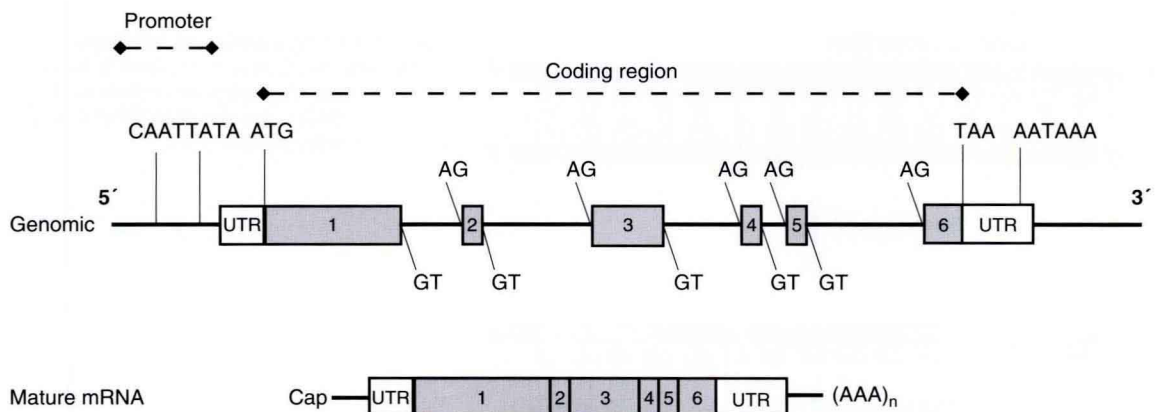 Promoter
Coding region
CAATTATA ATG TAA AATAAA
AG AG AG AG AG
5´ 3´
Genomic UTR 1 2 3 4 5 6 UTR
GT GT GT GT GT
Mature mRNA Cap UTR 1 2 3 4 5 6 UTR (AAA)n